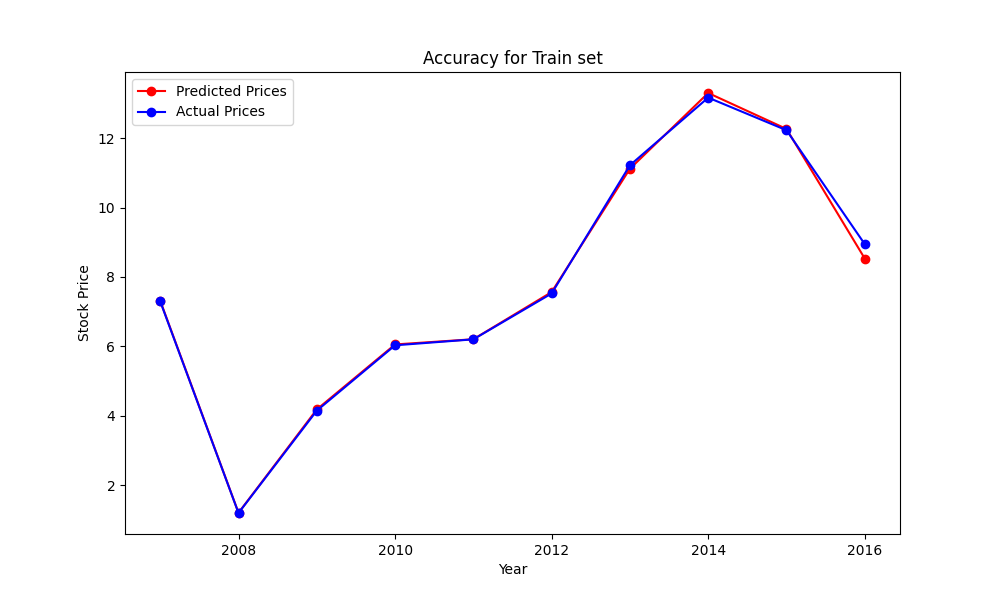 Accuracy for Train set
Predicted Prices
Actual Prices
12
10
8
6
4
2
Stock Price
2008
2010
2012
2014
2016
Year